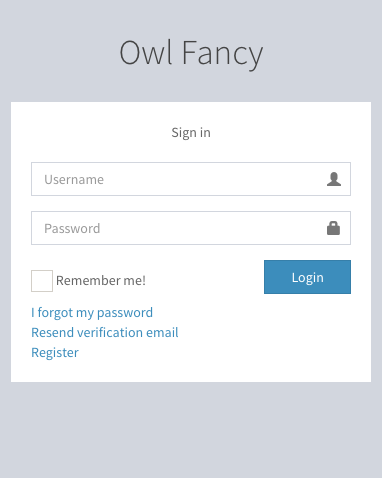 Owl Fancy
Sign in
Username
Password
Remember me!
Login
I forgot my password
Resend verification email
Register